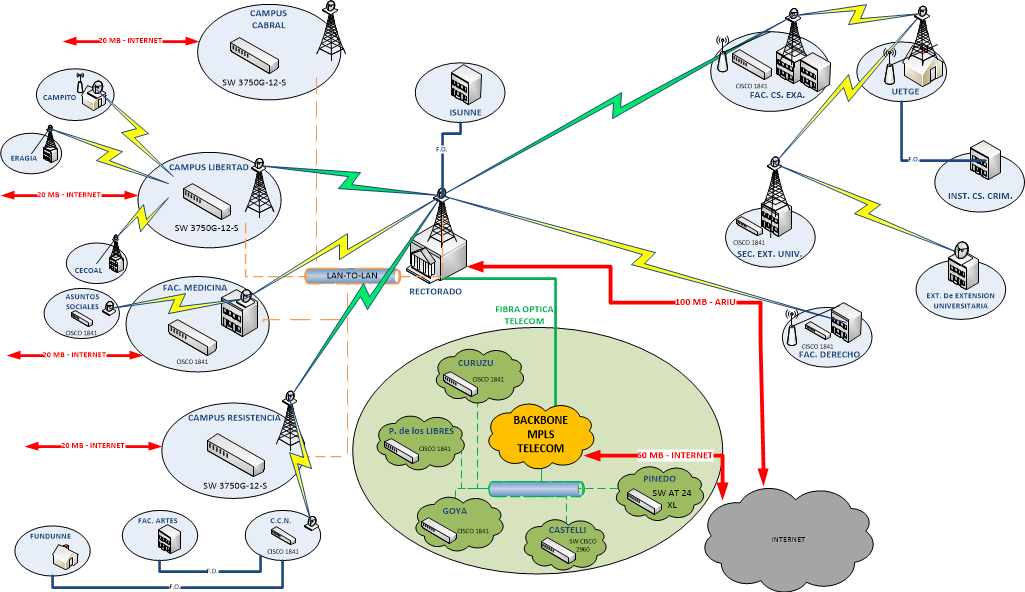 CAMPUS
CABRAL
20 MB - INTERNET
SW 3750G-12-S
CAMPITO
ERAGIA
CAMPUS LIBERTAD
20 MB - INTERNET
SW 3750G-12-S
CECOAL
ISUNNE
F.O.
CISCO 1841
FAC. CS. EXA.
UETGE
F.O.
INST. CS. CRIM.
CISCO 1841
SEC. EXT. UNIV.
EXT. De EXTENSION
UNIVERSITARIA
LAN-TO-LAN
RECTORADO
ASUNTOS
SOCIALES
CISCO 1841
FAC. MEDICINA
CISCO 1841
20 MB - INTERNET
100 MB - ARIU
FIBRA OPTICA
TELECOM
CISCO 1841
FAC. DERECHO
CURUZU
CISCO 1841
P. de los LIBRES
CISCO 1841
BACKBONE
MPLS
TELECOM
60 MB - INTERNET
PINEDO
SW AT 24
XL
GOYA
CISCO 1841
CASTELLI
SW CISCO
2960
INTERNET
CAMPUS RESISTENCIA
20 MB - INTERNET
SW 3750G-12-S
FUNDUNNE
FAC. ARTES
C.C.N.
CISCO 1841
F.O.
F.O.